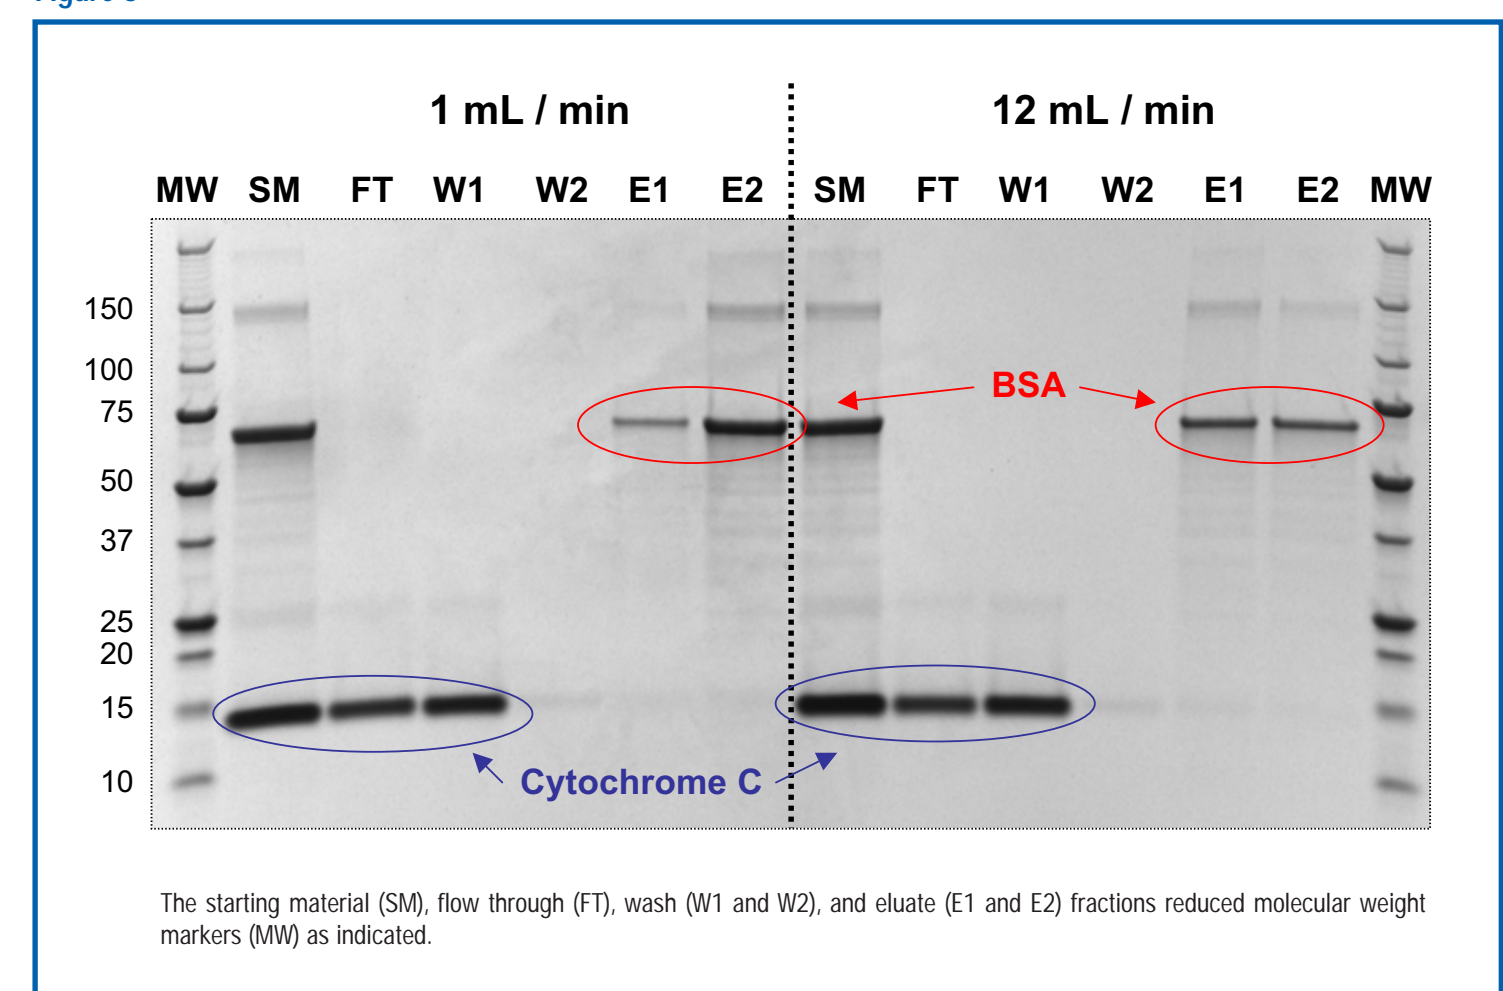 1 mL / min 12 mL / min
MW SM FT W1 W2 E1 E2 SM FT W1 W2 E1 E2 MW
150
100
75
BSA
50
37
25
20
15
10
Cytochrome C
The starting material (SM), flow through (FT), wash (W1 and W2), and eluate (E1 and E2) fractions reduced molecular weight
markers (MW) as indicated.